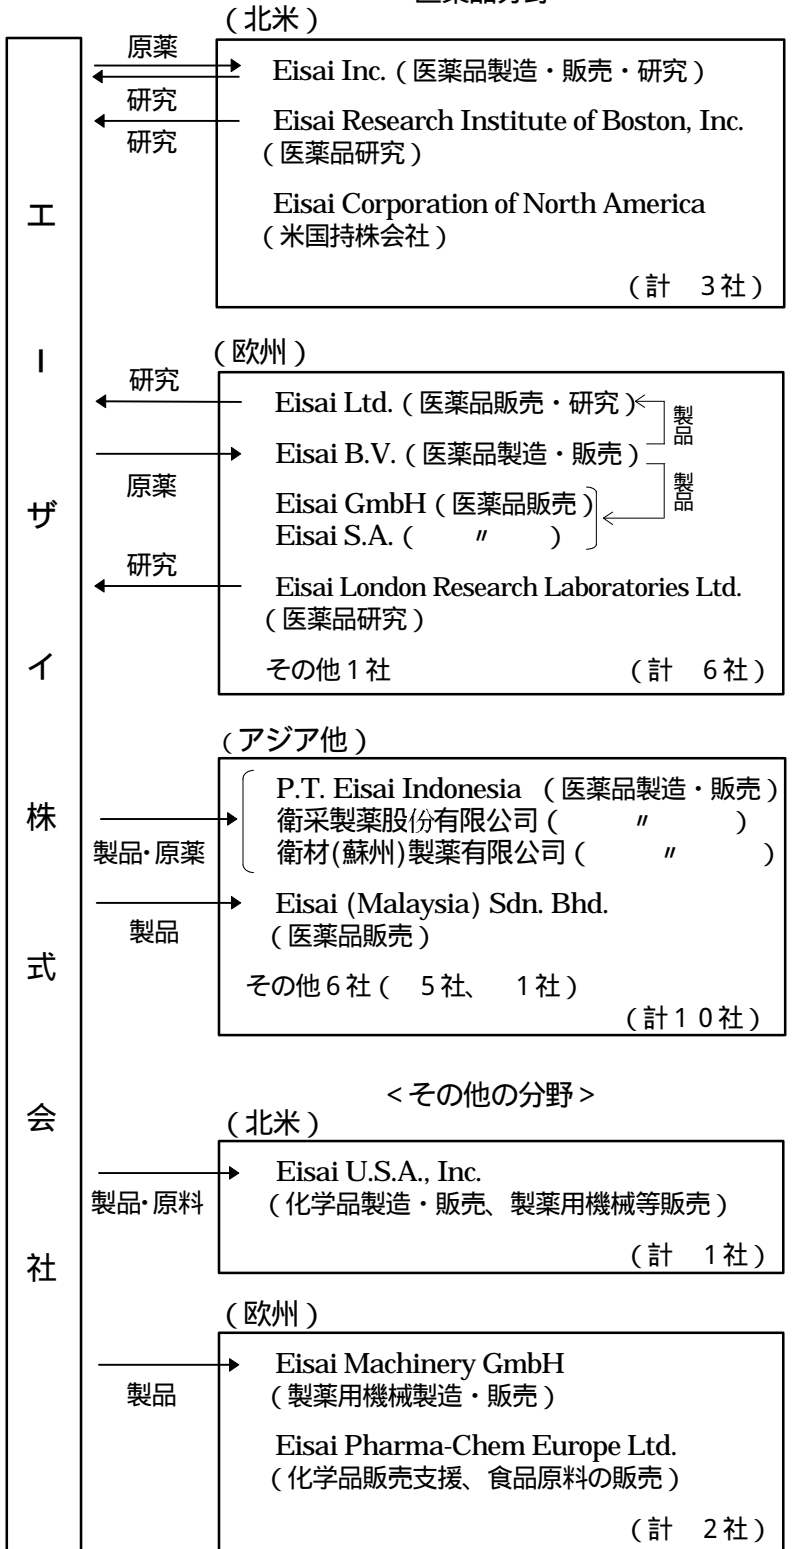 医薬品分野
(北米)
原薬
Eisai Inc. (医薬品製造・販売・研究)
研究
Eisai Research Institute of Boston, Inc.
研究
(医薬品研究)
Eisai Corporation of North America
(米国持株会社)
(計 3社)
エーザイ株式会社
(欧州)
研究
Eisai Ltd. (医薬品販売・研究)
製品
Eisai B.V. (医薬品製造・販売)
原薬
製品
Eisai GmbH (医薬品販売)
Eisai S.A. ( 〃 )
研究
Eisai London Research Laboratories Ltd.
(医薬品研究)
その他1社 (計 6社)
(アジア他)
P.T. Eisai Indonesia (医薬品製造・販売)
衛采製薬股份有限公司 ( 〃 )
製品・原薬
衛材(蘇州)製薬有限公司 ( 〃 )
Eisai (Malaysia) Sdn. Bhd.
製品
(医薬品販売)
その他6社( 5社、 1社)
(計10社)
<その他の分野>
(北米)
Eisai U.S.A., Inc.
製品・原料
(化学品製造・販売、製薬用機械等販売)
(計 1社)
(欧州)
Eisai Machinery GmbH
製品
(製薬用機械製造・販売)
Eisai Pharma-Chem Europe Ltd.
(化学品販売支援、食品原料の販売)
(計 2社)